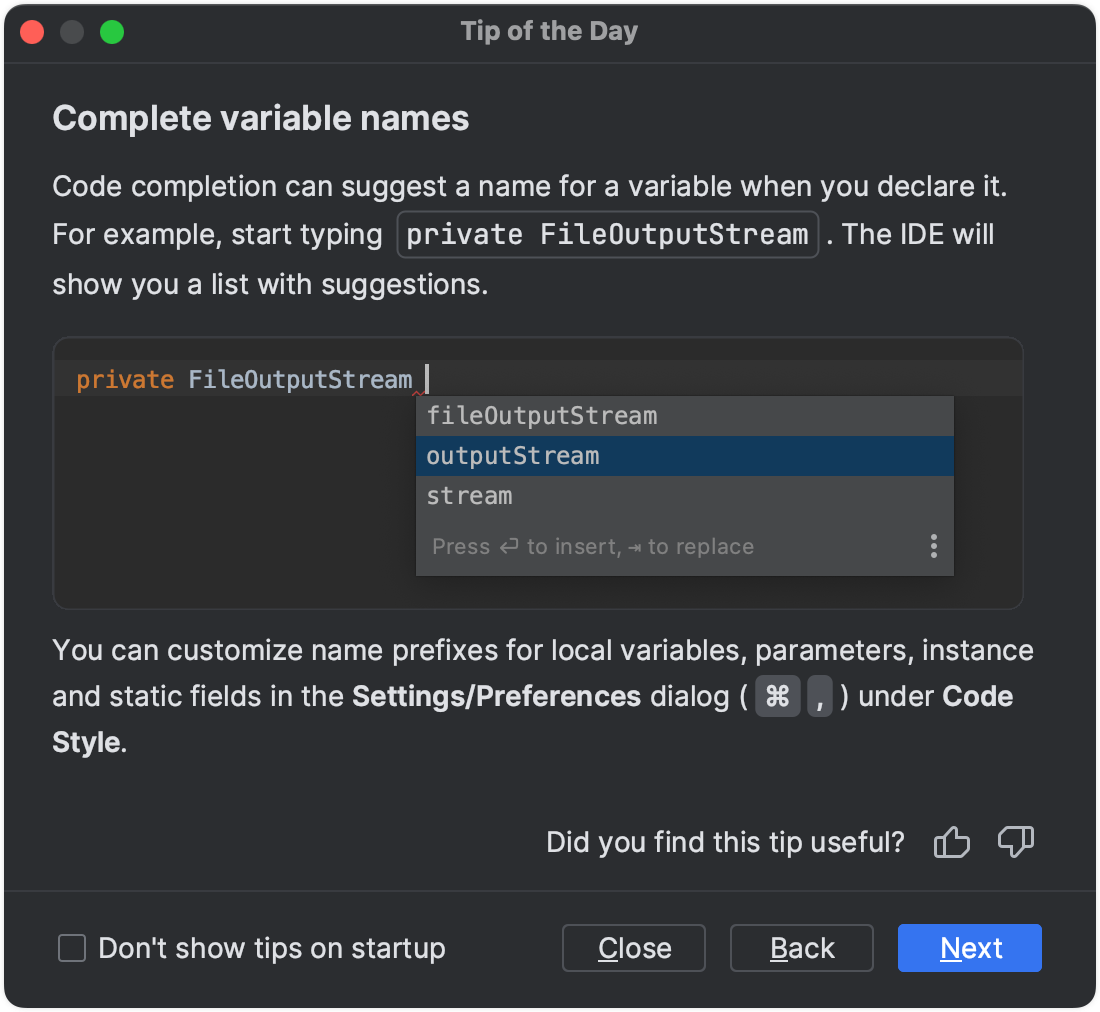 Tip of the Day
Complete variable names
Code completion can suggest a name for a variable when you declare it.
For example, start typing private FileOutputStream . The IDE will
show you a list with suggestions.
private FileOutputStream
fileOutputStream
outputStream
stream
Press ↩ to insert, ⇥ to replace
You can customize name prefixes for local variables, parameters, instance
and static fields in the Settings/Preferences dialog ( ⌘ , ) under Code
Style.
Did you find this tip useful?
Don't show tips on startup
Close
Back
Next